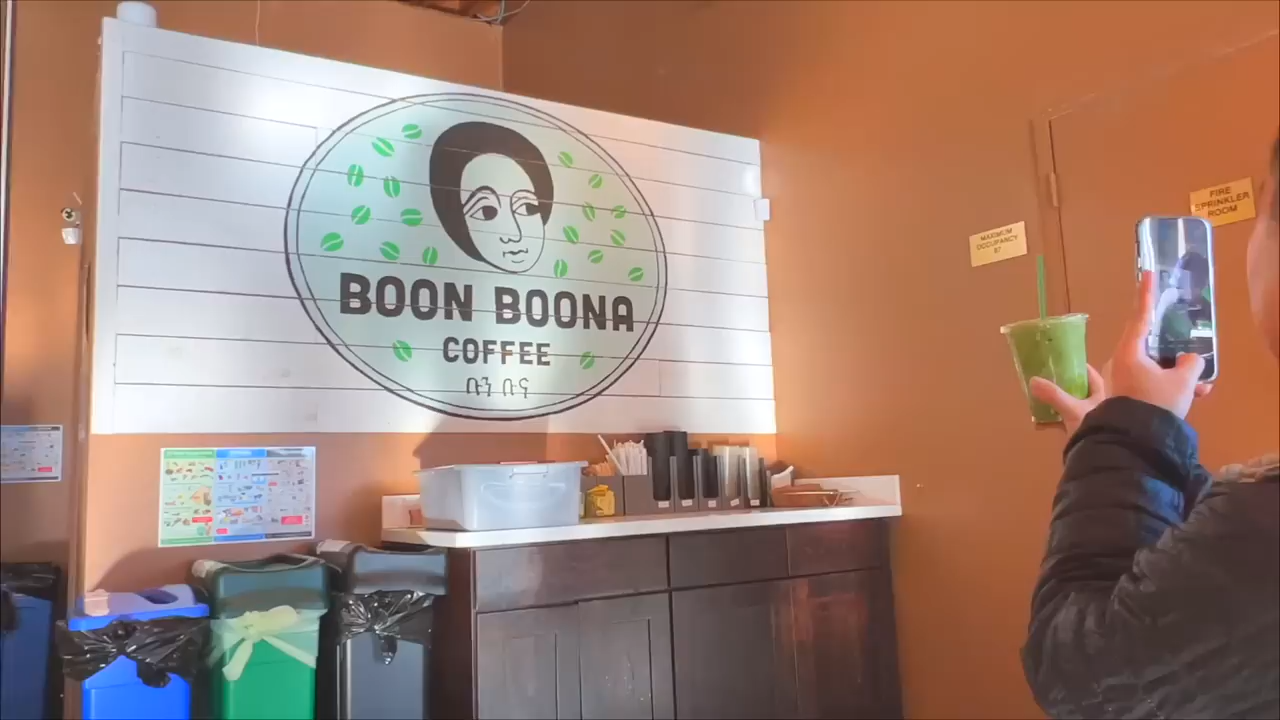 BOON BOONA
COFFEE
ቡን ቡና
MAXIMUM
OCCUPANCY
87
FIRE
SPRINKLER
ROOM